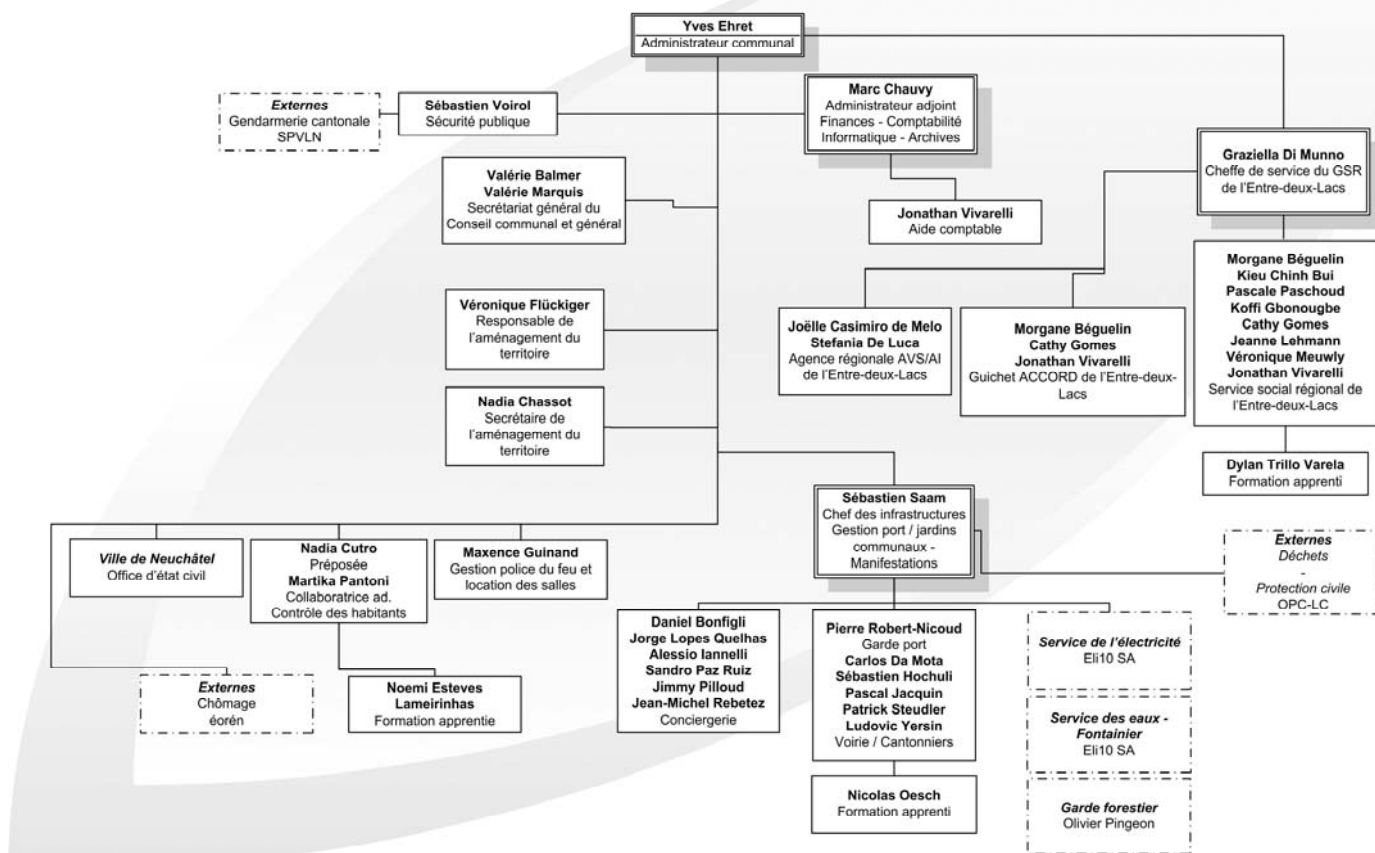 Yves Ehret
Administrateur communal
Externes
Gendarmerie cantonale
SPVLN
Sébastien Voirol
Sécurité publique
Marc Chauvy
Administrateur adjoint
Finances - Comptabilité
Informatique - Archives
Graziella Di Munno
Cheffe de service du GSR
de l'Entre-deux-Lacs
Valérie Balmer
Valérie Marquis
Secrétariat général du
Conseil communal et général
Jonathan Vivarelli
Aide comptable
Véronique Flückiger
Responsable de
l'aménagement du
territoire
Joëlle Casimiro de Melo
Stefania De Luca
Agence régionale AVS/AI
de l'Entre-deux-Lacs
Morgane Béguelin
Cathy Gomes
Jonathan Vivarelli
Guichet ACCORD de l'Entre-deux-
Lacs
Morgane Béguelin
Kieu Chinh Bui
Pascale Paschoud
Koffi Gbonougbe
Cathy Gomes
Jeanne Lehmann
Véronique Meuwly
Jonathan Vivarelli
Service social régional de
l'Entre-deux-Lacs
Nadia Chassot
Secrétaire de
l'aménagement du
territoire
Dylan Trillo Varela
Formation apprenti
Sébastien Saam
Chef des infrastructures
Gestion port / jardins
communaux -
Manifestations
Ville de Neuchâtel
Office d'état civil
Nadia Cutro
Préposée
Martika Pantoni
Collaboratrice ad.
Contrôle des habitants
Maxence Guinand
Gestion police du feu et
location des salles
Externes
Déchets
-
Protection civile
OPC-LC
Daniel Bonfigli
Jorge Lopes Quelhas
Alessio Iannelli
Sandro Paz Ruiz
Jimmy Pilloud
Jean-Michel Rebetez
Conciergerie
Pierre Robert-Nicoud
Garde port
Carlos Da Mota
Sébastien Hochuli
Pascal Jacquin
Patrick Steudler
Ludovic Yersin
Voirie / Cantonniers
Service de l'électricité
Eli10 SA
Externes
Chômage
éorén
Noemi Esteves
Lameirinhas
Formation apprentie
Service des eaux -
Fontainier
Eli10 SA
Nicolas Oesch
Formation apprenti
Garde forestier
Olivier Pingeon